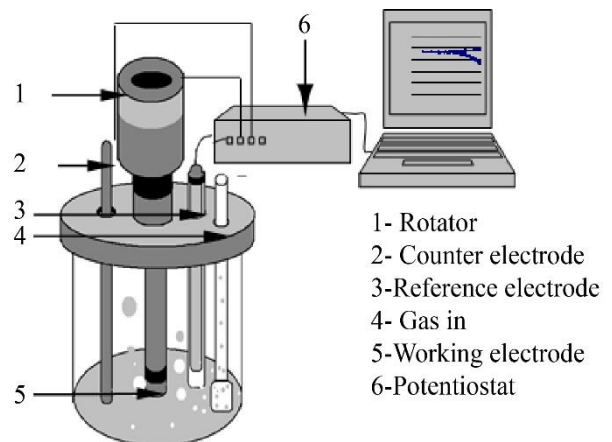 6
1
2
3
4
5
1- Rotator
2- Counter electrode
3-Reference electrode
4- Gas in
5-Working electrode
6-Potentiostat